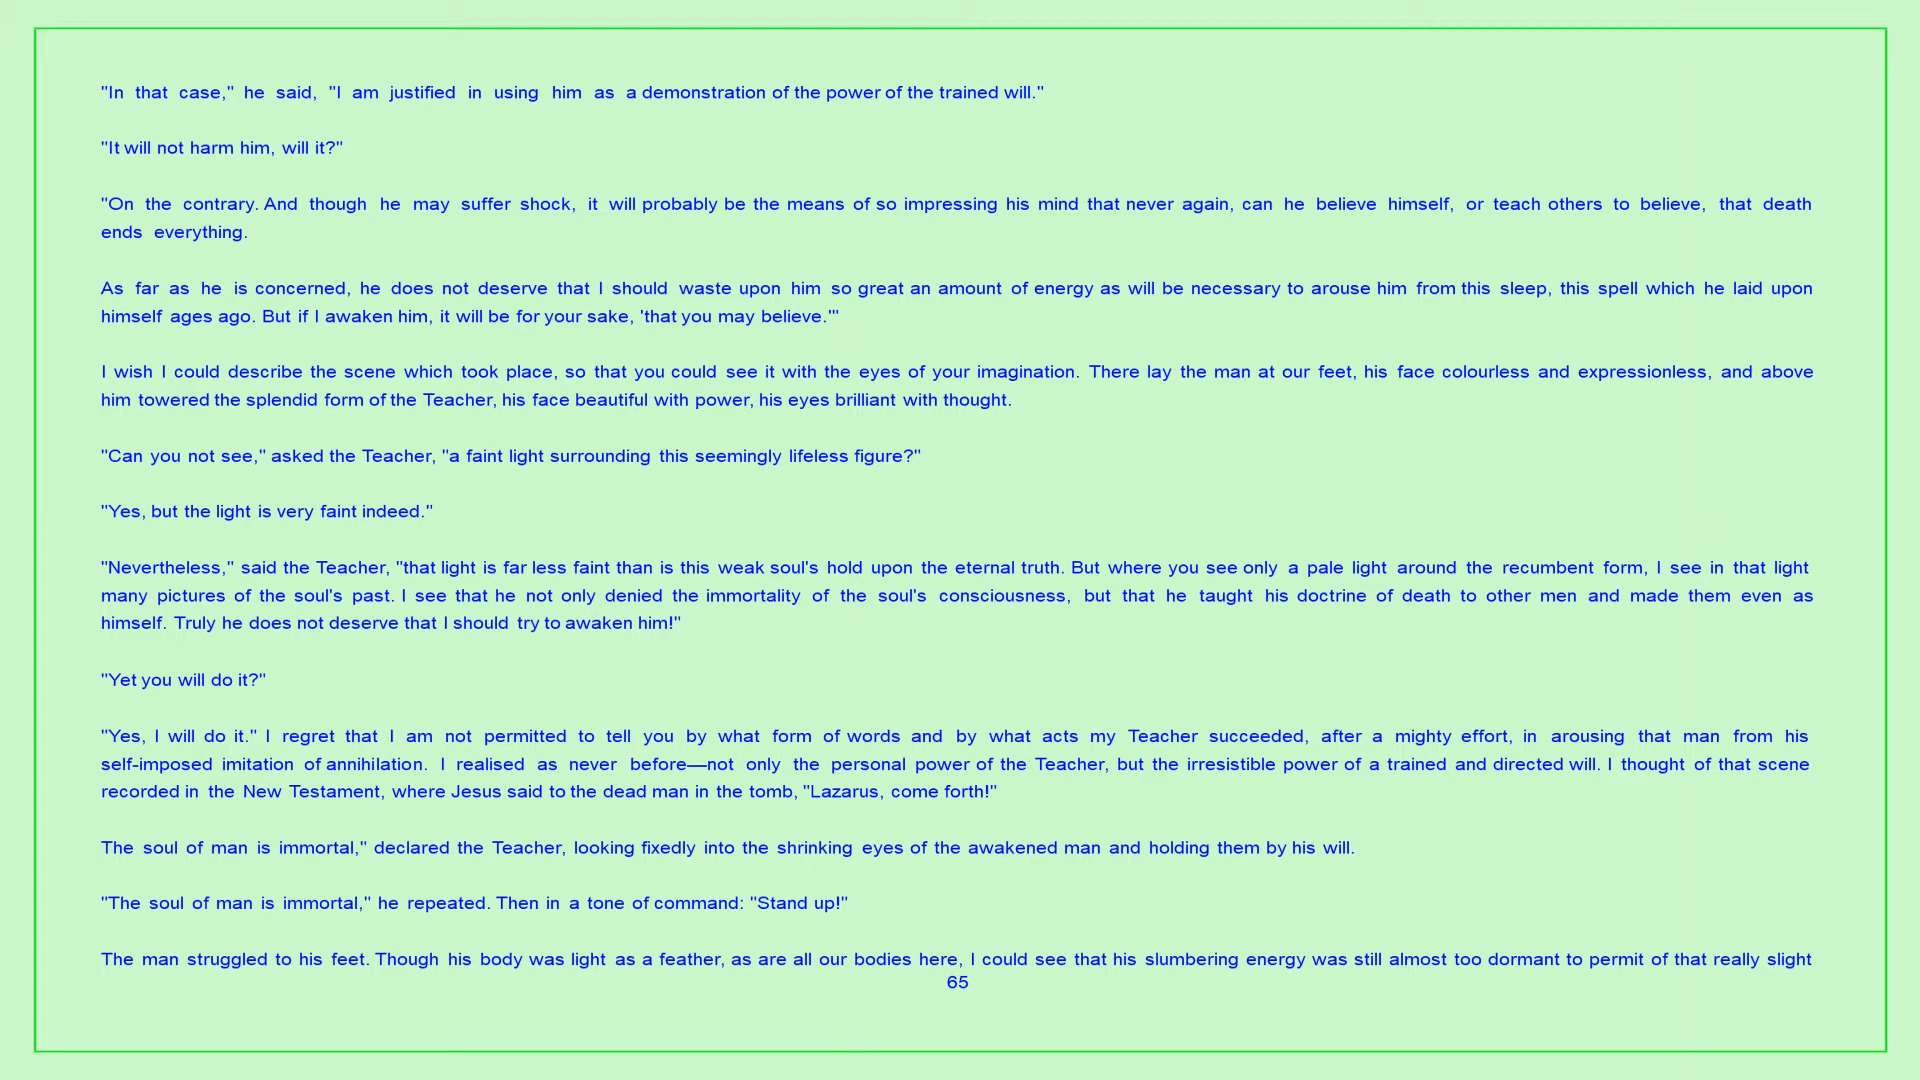 "In that case," he said, "I am justified in using him as a demonstration of the power of the trained will."
"It will not harm him, will it?"
"On the contrary. And though he may suffer shock, it will probably be the means of so impressing his mind that never again, can he believe himself, or teach others to believe, that death
ends everything.
As far as he is concerned, he does not deserve that I should waste upon him so great an amount of energy as will be necessary to arouse him from this sleep, this spell which he laid upon
himself ages ago. But if I awaken him, it will be for your sake, 'that you may believe.'"
I wish I could describe the scene which took place, so that you could see it with the eyes of your imagination. There lay the man at our feet, his face colourless and expressionless, and above
him towered the splendid form of the Teacher, his face beautiful with power, his eyes brilliant with thought.
"Can you not see," asked the Teacher, "a faint light surrounding this seemingly lifeless figure?"
"Yes, but the light is very faint indeed."
"Nevertheless," said the Teacher, "that light is far less faint than is this weak soul's hold upon the eternal truth. But where you see only a pale light around the recumbent form, I see in that light
many pictures of the soul's past. I see that he not only denied the immortality of the soul's consciousness, but that he taught his doctrine of death to other men and made them even as
himself. Truly he does not deserve that I should try to awaken him!"
"Yet you will do it?"
"Yes, I will do it." I regret that I am not permitted to tell you by what form of words and by what acts my Teacher succeeded, after a mighty effort, in arousing that man from his
self-imposed imitation of annihilation. I realised as never before—not only the personal power of the Teacher, but the irresistible power of a trained and directed will. I thought of that scene
recorded in the New Testament, where Jesus said to the dead man in the tomb, "Lazarus, come forth!"
The soul of man is immortal," declared the Teacher, looking fixedly into the shrinking eyes of the awakened man and holding them by his will.
"The soul of man is immortal," he repeated. Then in a tone of command: "Stand up!"
The man struggled to his feet. Though his body was light as a feather, as are all our bodies here, I could see that his slumbering energy was still almost too dormant to permit of that really slight
65